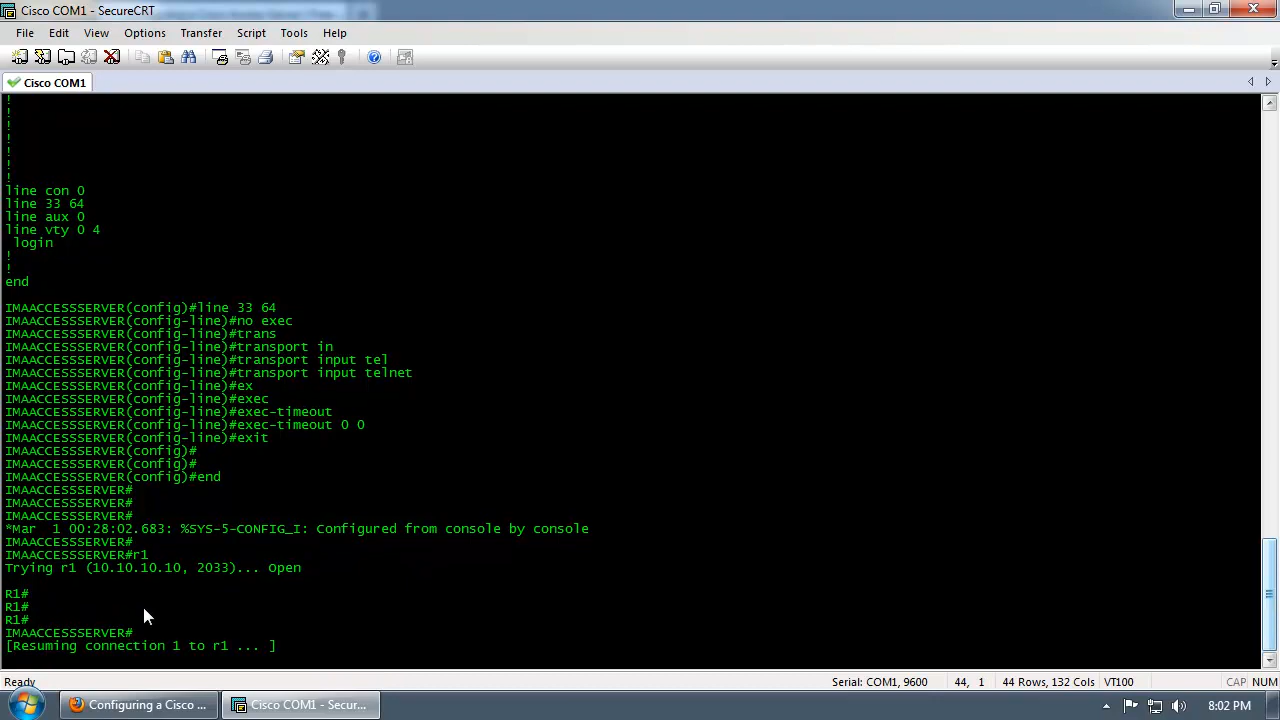 Cisco COM1 - SecureCRT
File Edit View Options Transfer Script Tools Help
Cisco COM1
!
!
!
!
!
!
!
line con 0
line 33 64
line aux 0
line vty 0 4
login
!
!
end
IMAACCESSSERVER(config)#line 33 64
IMAACCESSSERVER(config-line)#no exec
IMAACCESSSERVER(config-line)#trans
IMAACCESSSERVER(config-line)#transport in
IMAACCESSSERVER(config-line)#transport input tel
IMAACCESSSERVER(config-line)#transport input telnet
IMAACCESSSERVER(config-line)#ex
IMAACCESSSERVER(config-line)#exec
IMAACCESSSERVER(config-line)#exec-timeout
IMAACCESSSERVER(config-line)#exec-timeout 0 0
IMAACCESSSERVER(config-line)#exit
IMAACCESSSERVER(config)#
IMAACCESSSERVER(config)#
IMAACCESSSERVER(config)#end
IMAACCESSSERVER#
IMAACCESSSERVER#
IMAACCESSSERVER#
*Mar  1 00:28:02.683: %SYS-5-CONFIG_I: Configured from console by console
IMAACCESSSERVER#
IMAACCESSSERVER#r1
Trying r1 (10.10.10.10, 2033)... Open
R1#
R1#
R1#
IMAACCESSSERVER#
[Resuming connection 1 to r1 ... ]
Ready Serial: COM1, 9600 44, 1 44 Rows, 132 Cols VT100 CAP NUM
Configuring a Cisco ... Cisco COM1 - Secur... 8:02 PM